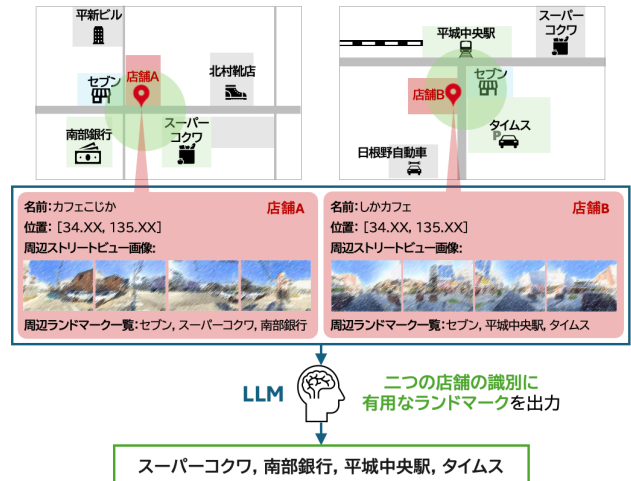 平新ビル
セブン
店舗A
北村靴店
南部銀行
スーパー
コクワ
平城中央駅
スーパー
コクワ
店舗B
セブン
タイムス
P
日根野自動車
名前:カフェこじか
店舗A
位置: [34.XX, 135.XX]
周辺ストリートビュー画像:
周辺ランドマーク一覧:セブン, スーパーコクワ, 南部銀行
名前:しかカフェ
店舗B
位置: [34.XX, 135.XX]
周辺ストリートビュー画像:
周辺ランドマーク一覧:セブン, 平城中央駅, タイムス
LLM
二つの店舗の識別に
有用なランドマークを出力
スーパーコクワ, 南部銀行, 平城中央駅, タイムス